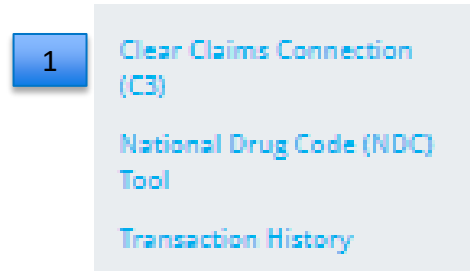 1
Clear Claims Connection
(C3)
National Drug Code (NDC)
Tool
Transaction History